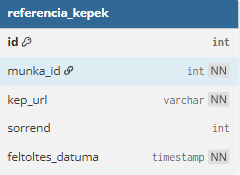 referencia_kepek
id int
munka_id int NN
kep_url varchar NN
sorrend int
feltoltes_datuma timestamp NN